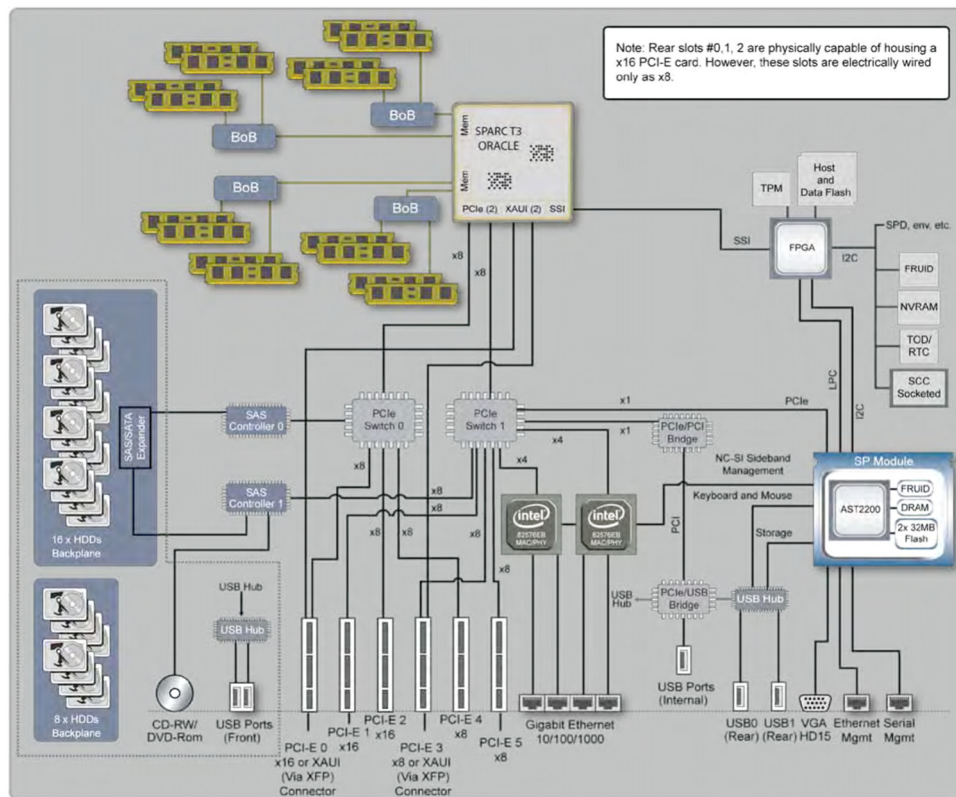 Note: Rear slots #0,1, 2 are physically capable of housing a
x16 PCI-E card. However, these slots are electrically wired
only as x8.
BoB
BoB
BoB
BoB
Mem
Mem
SPARC T3
ORACLE
PCIe (2) XAUI (2) SSI
x8
x8
SSI
TPM
Host
and
Data Flash
FPGA
I2C
SPD, env. etc.
FRUID
NVRAM
TOD/
RTC
SCC
Socketed
LPC
I2C
SAS/SATA
Expander
16 x HDDs
Backplane
SAS
Controller 0
SAS
Controller 1
PCIe
Switch 0
PCIe
Switch 1
x1
PCIe
x1
x4
x4
PCIe/PCI
Bridge
NC-SI Sideband
Management
Keyboard and Mouse
Storage
PCI
x8
x8
x8
x8
x8
x8
intel
82576EB
MAC/PHY
intel
82576EB
MAC/PHY
SP Module
AST2200
FRUID
DRAM
2x 32MB
Flash
USB Hub
USB Hub
8 x HDDs
Backplane
USB
Hub
PCIe/USB
Bridge
USB Hub
CD-RW/
DVD-Rom
USB Ports
(Front)
PCI-E 0
x16 or XAUI
(Via XFP)
Connector
PCI-E 1
x16
PCI-E 2
x16
PCI-E 3
x8 or XAUI
(Via XFP)
Connector
PCI-E 4
x8
PCI-E 5
x8
Gigabit Ethernet
10/100/1000
USB Ports
(Internal)
USB0
(Rear)
USB1
(Rear)
VGA
HD15
Ethernet
Mgmt
Serial
Mgmt